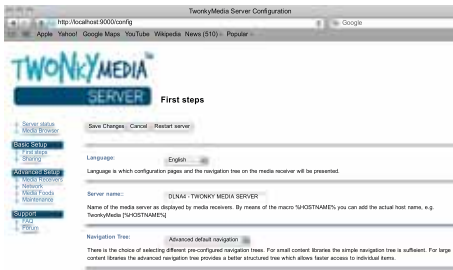 TwonkyMedia Server Configuration
http://localhost:9000/config
Google
Apple Yahoo! Google Maps YouTube Wikipedia News (510) Popular
TWONKYMEDIA
SERVER
First steps
Server status
Media Browser
Save Changes Cancel Restart server
Basic Setup
First steps
Sharing
Language:
English
Language is which configuration pages and the navigation tree on the media receiver will be presented.
Advanced Setup
Media Receivers
Network
Media Feeds
Maintenance
Server name::
DLNA4 - TWONKY MEDIA SERVER
Name of the media server as displayed by media receivers. By means of the macro %HOSTNAME% you can add the actual host name, e.g.
TwonkyMedia [%HOSTNAME%]
Support
FAQ
Forum
Navigation Tree:
Advanced default navigation
There is the choice of selecting different pre-configured navigation trees. For small content libraries the simple navigation tree is suffeient. For large
content libraries the advanced navigation tree provides a better structured tree which allows faster access to individual items.